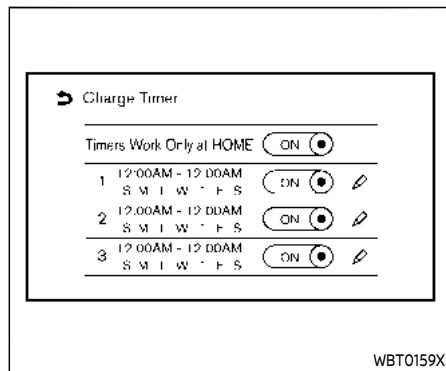 Charge Timer
Timers Work Only at HOME ON
1 12:00AM - 12:00AM ON
S M T W T F S
2 12:00AM - 12:00AM ON
S M T W T F S
3 12:00AM - 12:00AM ON
S M T W T F S
WBT0159X